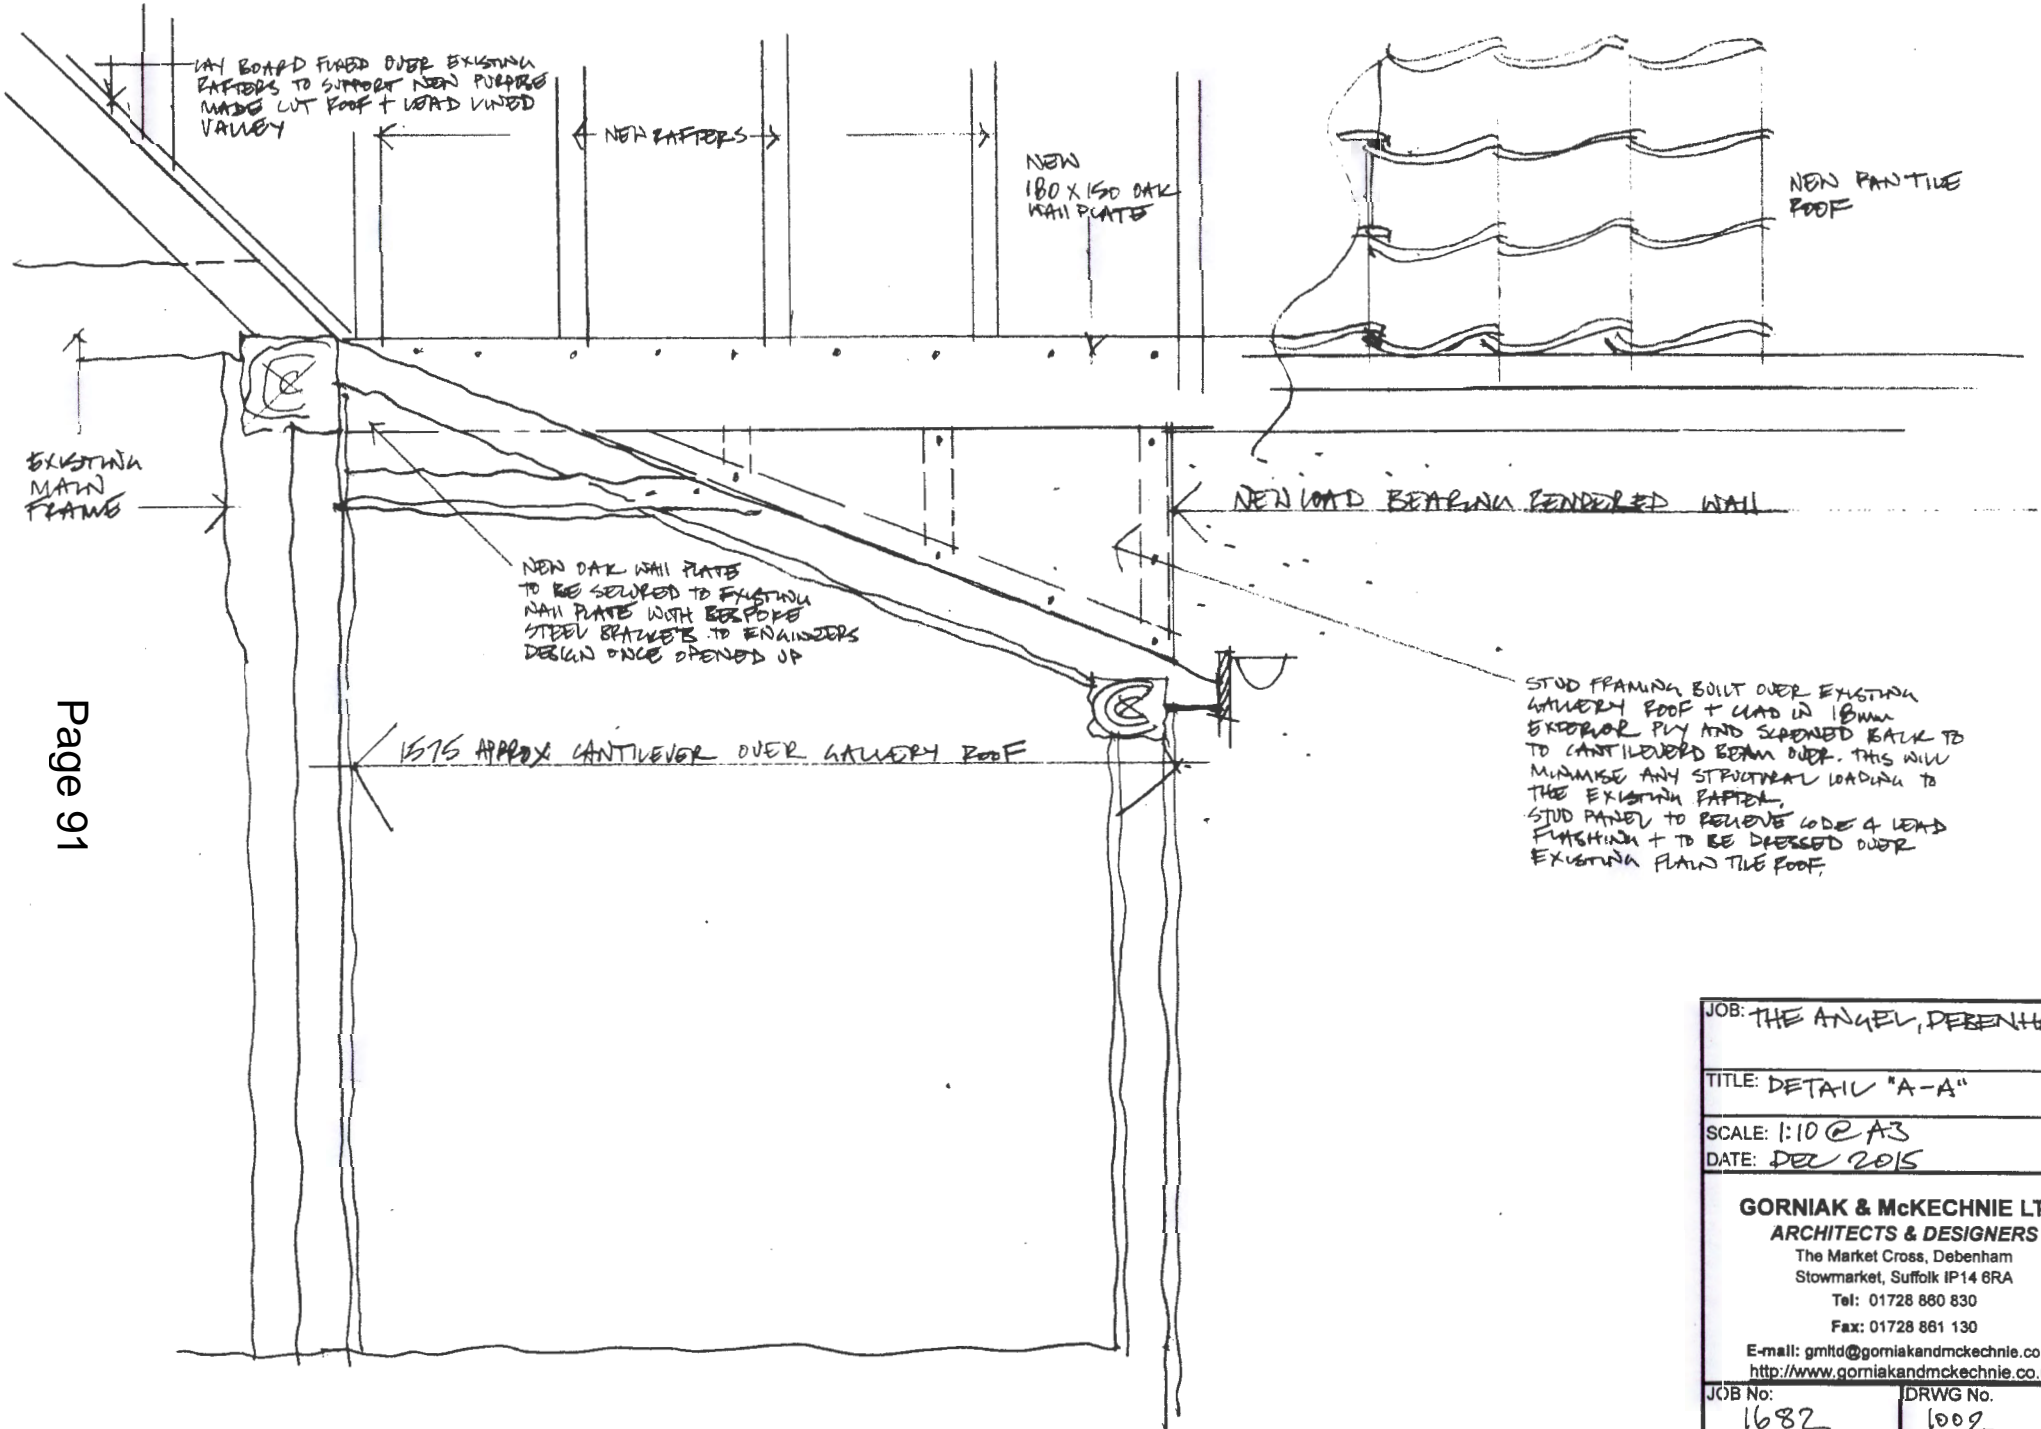 LAY BOARD FIXED OVER EXISTING
RAFTERS TO SUPPORT NEW PURPOSE
MADE CUT ROOF + LEAD LINED
VALLEY
NEW RAFTERS
NEW
180 X 150 OAK
WALL PLATE
NEW PANTILE
ROOF
EXISTING
MAIN
FRAME
NEW LOAD BEARING RENDERED WALL
NEW OAK WALL PLATE
TO BE SECURED TO EXISTING
WALL PLATE WITH BESPOKE
STEEL BRACKETS TO ENGINEERS
DESIGN ONCE OPENED UP
1575 APPROX CANTILEVER OVER GALLERY ROOF
STUD FRAMING BUILT OVER EXISTING
GALLERY ROOF + CLAD IN 18mm
EXTERIOR PLY AND SCREWED BACK TO
TO CANTILEVERD BEAM OVER. THIS WILL
MINIMISE ANY STRUCTURAL LOADING TO
THE EXISTING RAFTER.
STUD PANEL TO RECIEVE CODE 4 LEAD
FLASHING + TO BE DRESSED OVER
EXISTING PLAIN TILE ROOF.
Page 91
JOB: THE ANGEL, DEBENH
TITLE: DETAIL "A-A"
SCALE: 1:10 @ A3
DATE: DEC 2015
GORNIAK & McKECHNIE LT
ARCHITECTS & DESIGNERS
The Market Cross, Debenham
Stowmarket, Suffolk IP14 6RA
Tel: 01728 860 830
Fax: 01728 861 130
E-mail: gmltd@gorniakandmckechnie.co
http://www.gorniakandmckechnie.co.
JOB No: DRWG No.
1682 1002